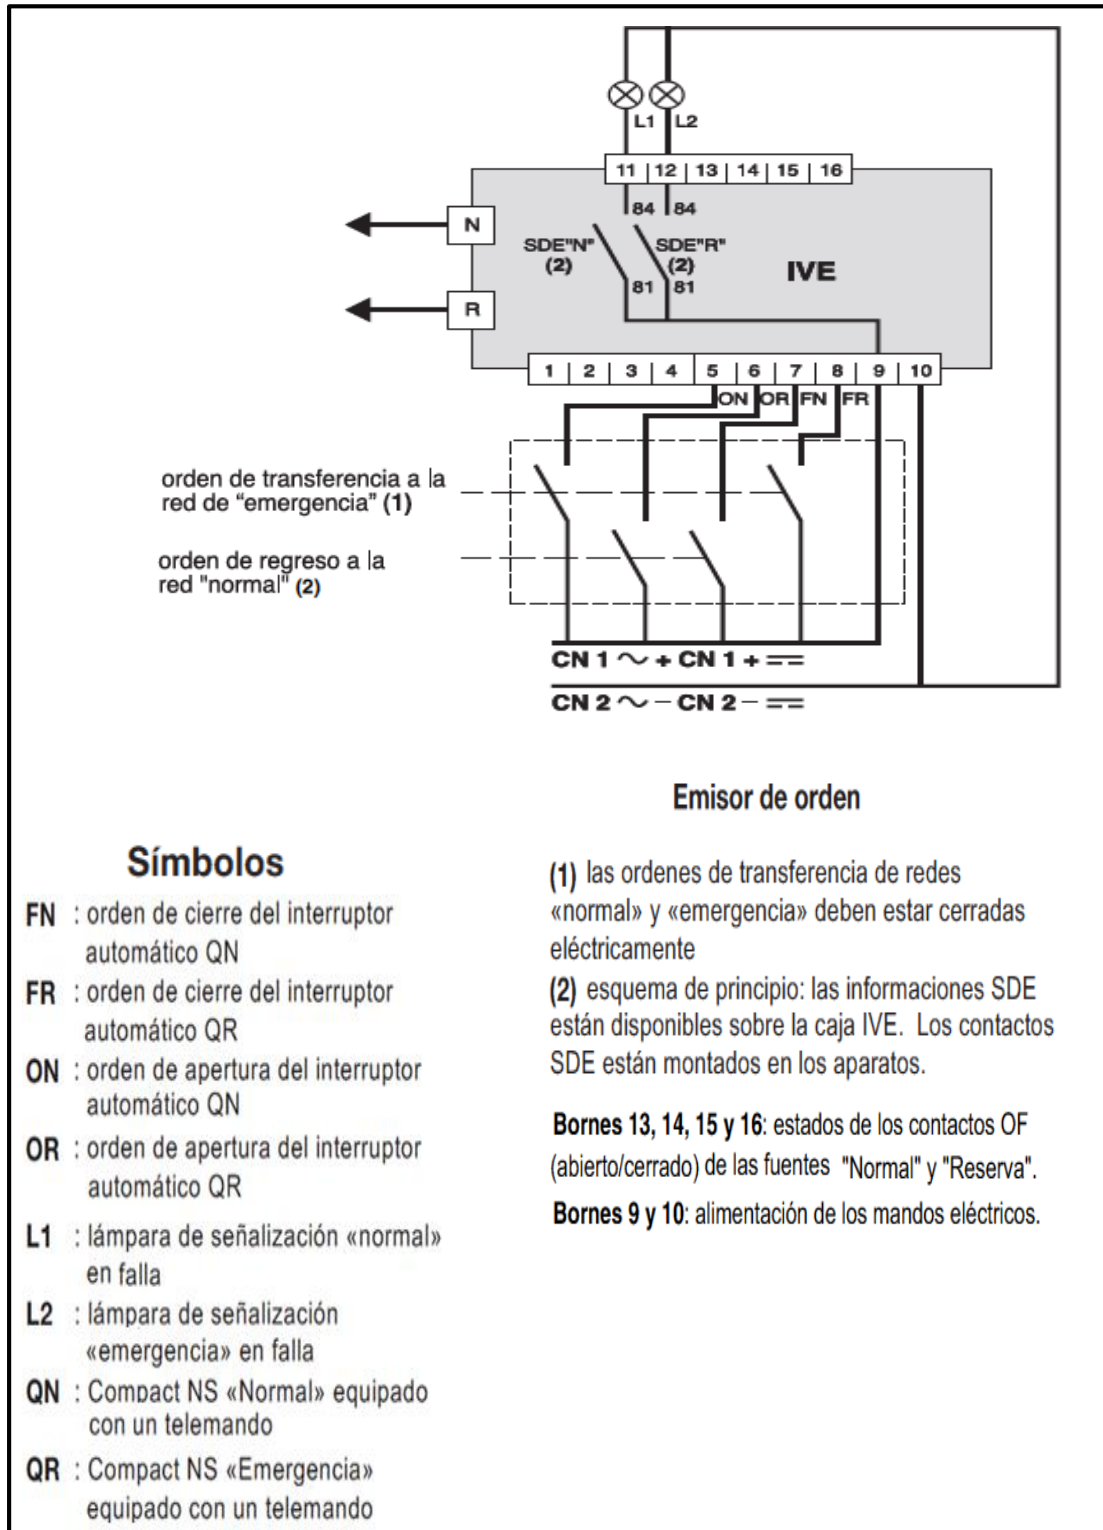 L1 L2
11 | 12 | 13 | 14 | 15 | 16
84 84
N
SDE"N" SDE"R"
(2) (2)
IVE
81 81
R
1 | 2 | 3 | 4 | 5 | 6 | 7 | 8 | 9 | 10
ON OR FN FR
orden de transferencia a la
red de “emergencia” (1)
orden de regreso a la
red "normal" (2)
CN 1 ～ + CN 1 + ⎓
CN 2 ～ – CN 2 – ⎓
Emisor de orden
(1) las ordenes de transferencia de redes
«normal» y «emergencia» deben estar cerradas
eléctricamente
(2) esquema de principio: las informaciones SDE
están disponibles sobre la caja IVE. Los contactos
SDE están montados en los aparatos.
Bornes 13, 14, 15 y 16: estados de los contactos OF
(abierto/cerrado) de las fuentes "Normal" y "Reserva".
Bornes 9 y 10: alimentación de los mandos eléctricos.
Símbolos
FN : orden de cierre del interruptor
automático QN
FR : orden de cierre del interruptor
automático QR
ON : orden de apertura del interruptor
automático QN
OR : orden de apertura del interruptor
automático QR
L1 : lámpara de señalización «normal»
en falla
L2 : lámpara de señalización
«emergencia» en falla
QN : Compact NS «Normal» equipado
con un telemando
QR : Compact NS «Emergencia»
equipado con un telemando